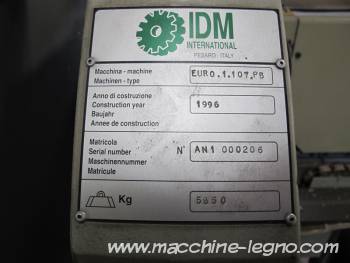 IDM
INTERNATIONAL
PESARO, ITALY
Macchina - machine
Machinen - type
EURO.1.107.PB
Anno di costruzione
Construction year
Baujahr
Annee de construction
1996
Matricola
Serial number
Maschinennummer
Matricule
N° AN1 000206
Kg
5850
www.macchine-legno.com